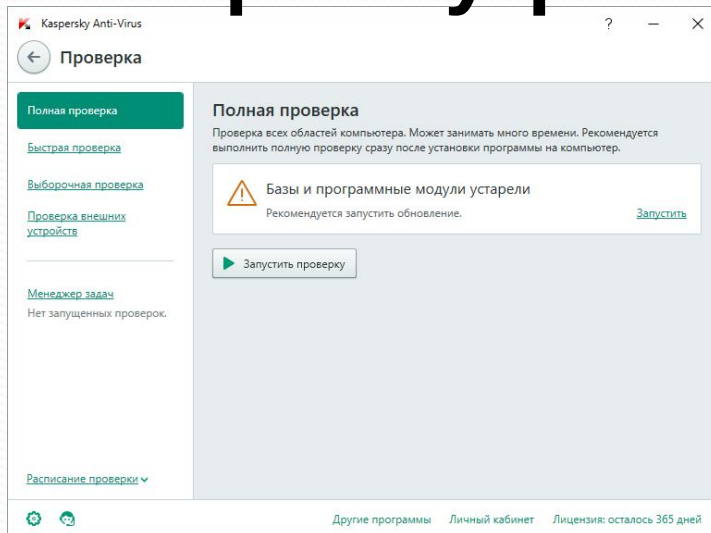 Kaspersky Anti-Virus
?
Проверка
Полная проверка
Быстрая проверка
Выборочная проверка
Проверка внешних
устройств
Менеджер задач
Нет запущенных проверок.
Расписание проверки
Полная проверка
Проверка всех областей компьютера. Может занимать много времени. Рекомендуется
выполнить полную проверку сразу после установки программы на компьютер.
Базы и программные модули устарели
Рекомендуется запустить обновление.
Запустить
Запустить проверку
Другие программы
Личный кабинет
Лицензия: осталось 365 дней